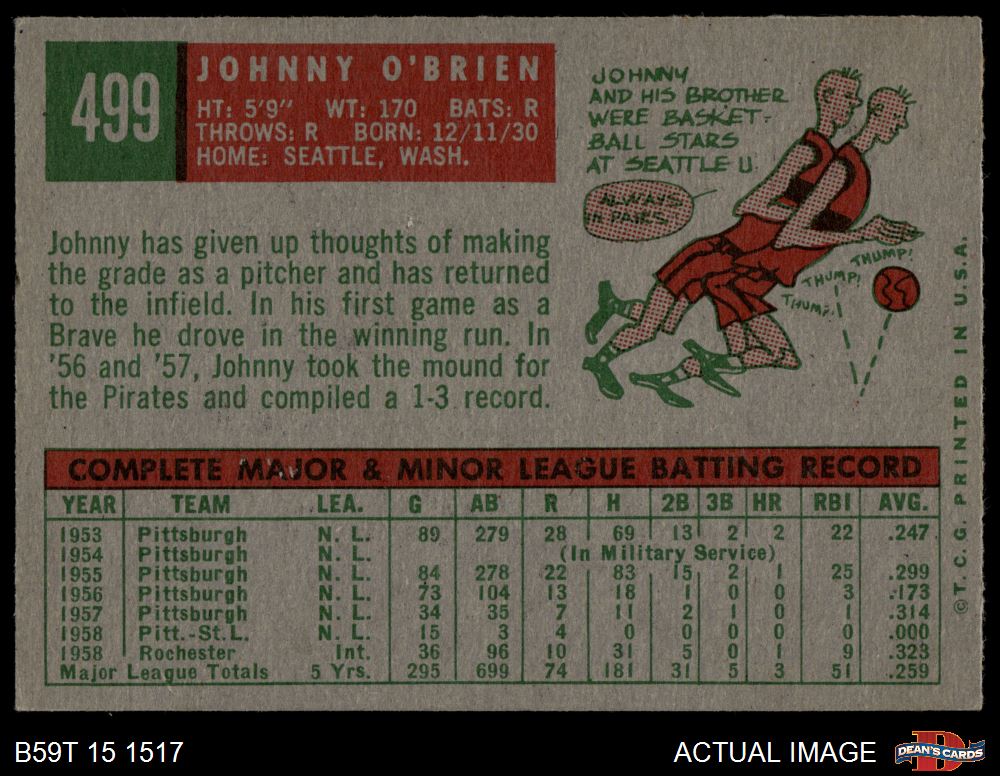 499
JOHNNY O'BRIEN
HT: 5'9" WT: 170 BATS: R
THROWS: R BORN: 12/11/30
HOME: SEATTLE, WASH.
JOHNNY
AND HIS BROTHER
WERE BASKET-
BALL STARS
AT SEATTLE U.
ALWAYS
IN PAIRS
THUMP!
THUMP!
THUMP!
Johnny has given up thoughts of making
the grade as a pitcher and has returned
to the infield. In his first game as a
Brave he drove in the winning run. In
'56 and '57, Johnny took the mound for
the Pirates and compiled a 1-3 record.
COMPLETE MAJOR & MINOR LEAGUE BATTING RECORD
YEAR TEAM LEA. G AB R H 2B 3B HR RBI AVG.
1953 Pittsburgh N. L. 89 279 28 69 13 2 2 22 .247
1954 (In Military Service)
1955 Pittsburgh N. L. 84 278 22 83 15 2 1 25 .299
1956 Pittsburgh N. L. 73 104 13 18 1 0 0 3 .173
1957 Pittsburgh N. L. 34 35 7 11 2 1 0 1 .314
1958 Pitt.-St.L. N. L. 15 3 4 0 0 0 0 0 .000
1958 Rochester Int. 36 96 10 31 5 0 1 9 .323
Major League Totals 5 Yrs. 295 699 74 181 31 5 3 51 .259
© T. C. G. PRINTED IN U.S.A.
B59T 15 1517
ACTUAL IMAGE
D
DEAN'S CARDS